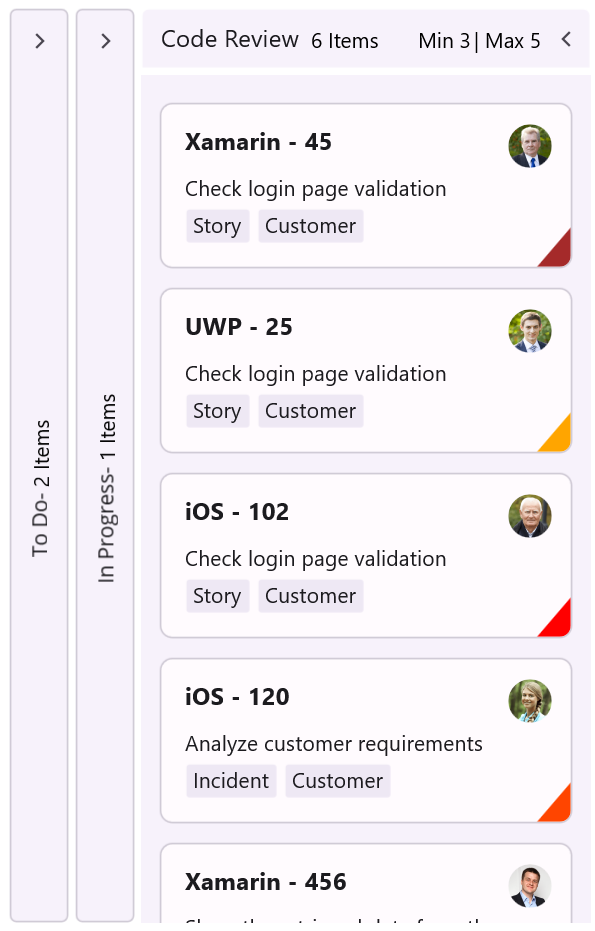 To Do- 2 Items
In Progress- 1 Items
Code Review 6 Items Min 3| Max 5
Xamarin - 45
Check login page validation
Story Customer
UWP - 25
Check login page validation
Story Customer
iOS - 102
Check login page validation
Story Customer
iOS - 120
Analyze customer requirements
Incident Customer
Xamarin - 456